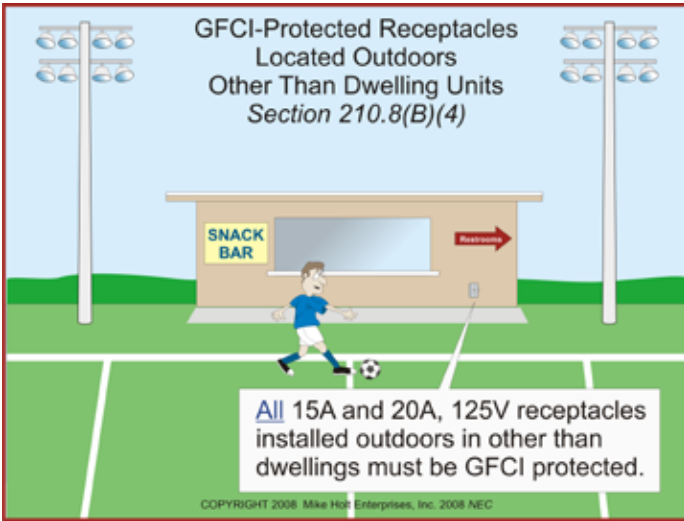 GFCI-Protected Receptacles
Located Outdoors
Other Than Dwelling Units
Section 210.8(B)(4)
SNACK
BAR
Restrooms
All 15A and 20A, 125V receptacles
installed outdoors in other than
dwellings must be GFCI protected.
COPYRIGHT 2008 Mike Holt Enterprises, Inc. 2008 NEC